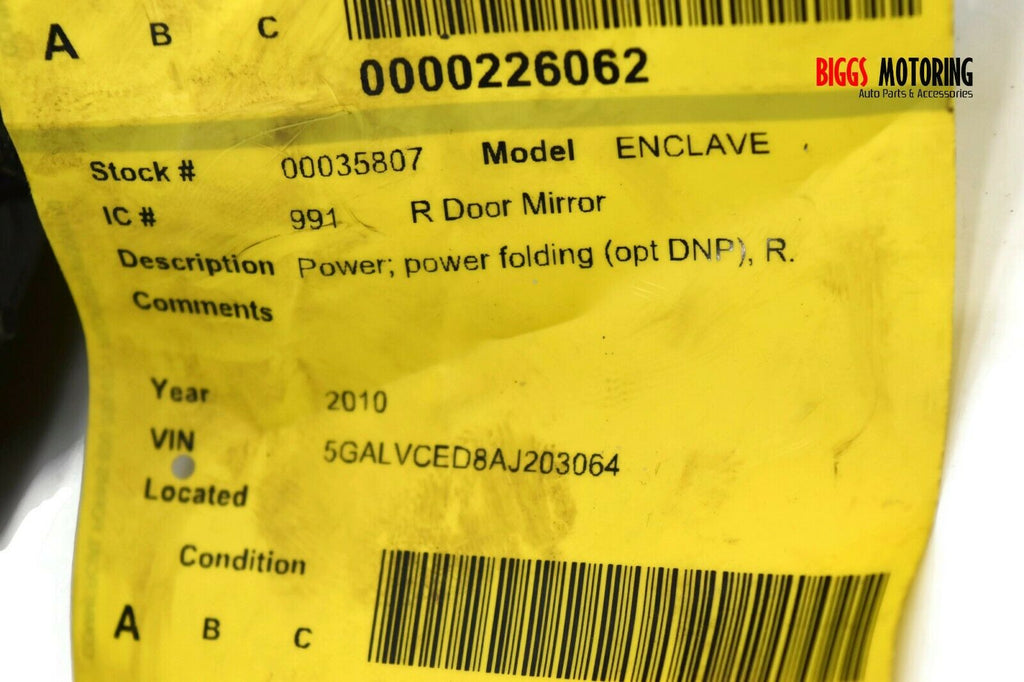 A B C
0000226062
BIGGS MOTORING
Auto Parts & Accessories
Stock # 00035807 Model ENCLAVE
IC # 991 R Door Mirror
Description Power; power folding (opt DNP), R.
Comments
Year 2010
VIN 5GALVCED8AJ203064
Located
Condition
A B C